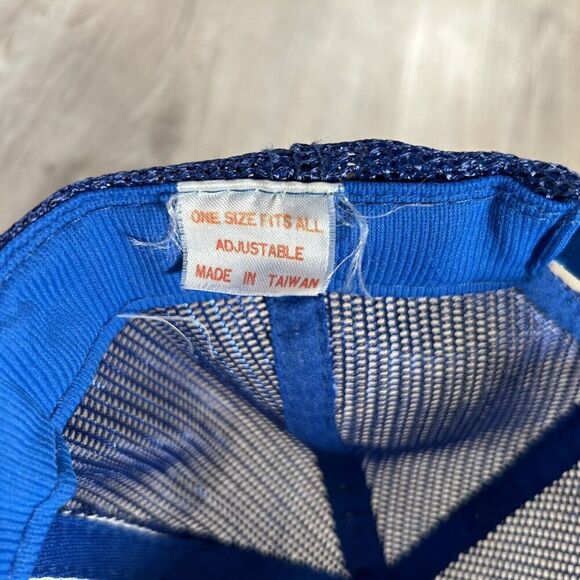 ONE SIZE FITS ALL
ADJUSTABLE
MADE IN TAIWAN